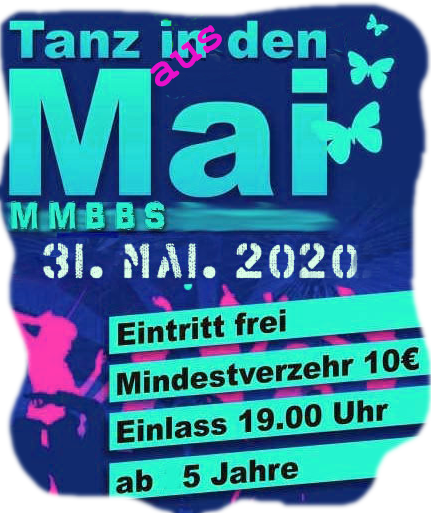 Tanz in den
aus
Mai
MMBBS
31. MAI. 2020
Eintritt frei
Mindestverzehr 10€
Einlass 19.00 Uhr
ab 5 Jahre